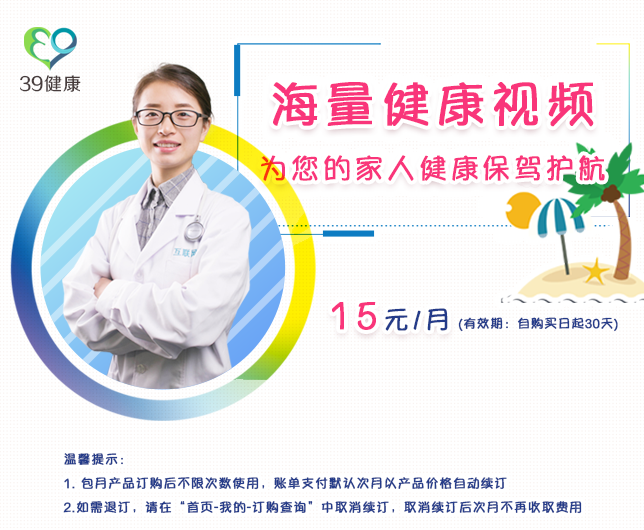 39健康
海量健康视频
为您的家人健康保驾护航
15元/月 (有效期：自购买日起30天)
温馨提示：
1. 包月产品订购后不限次数使用，账单支付默认次月以产品价格自动续订
2.如需退订，请在“首页-我的-订购查询”中取消续订，取消续订后次月不再收取费用